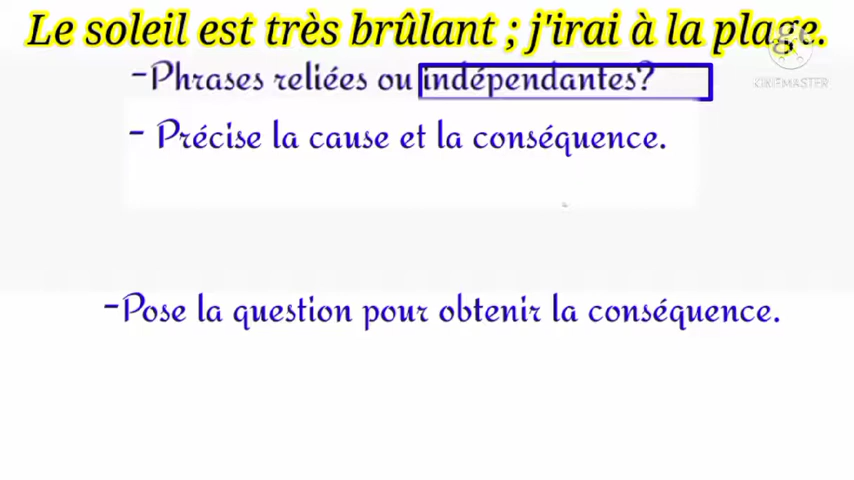 Le soleil est très brûlant ; j'irai à la plage.
-Phrases reliées ou indépendantes?
- Précise la cause et la conséquence.
-Pose la question pour obtenir la conséquence.
KINEMASTER